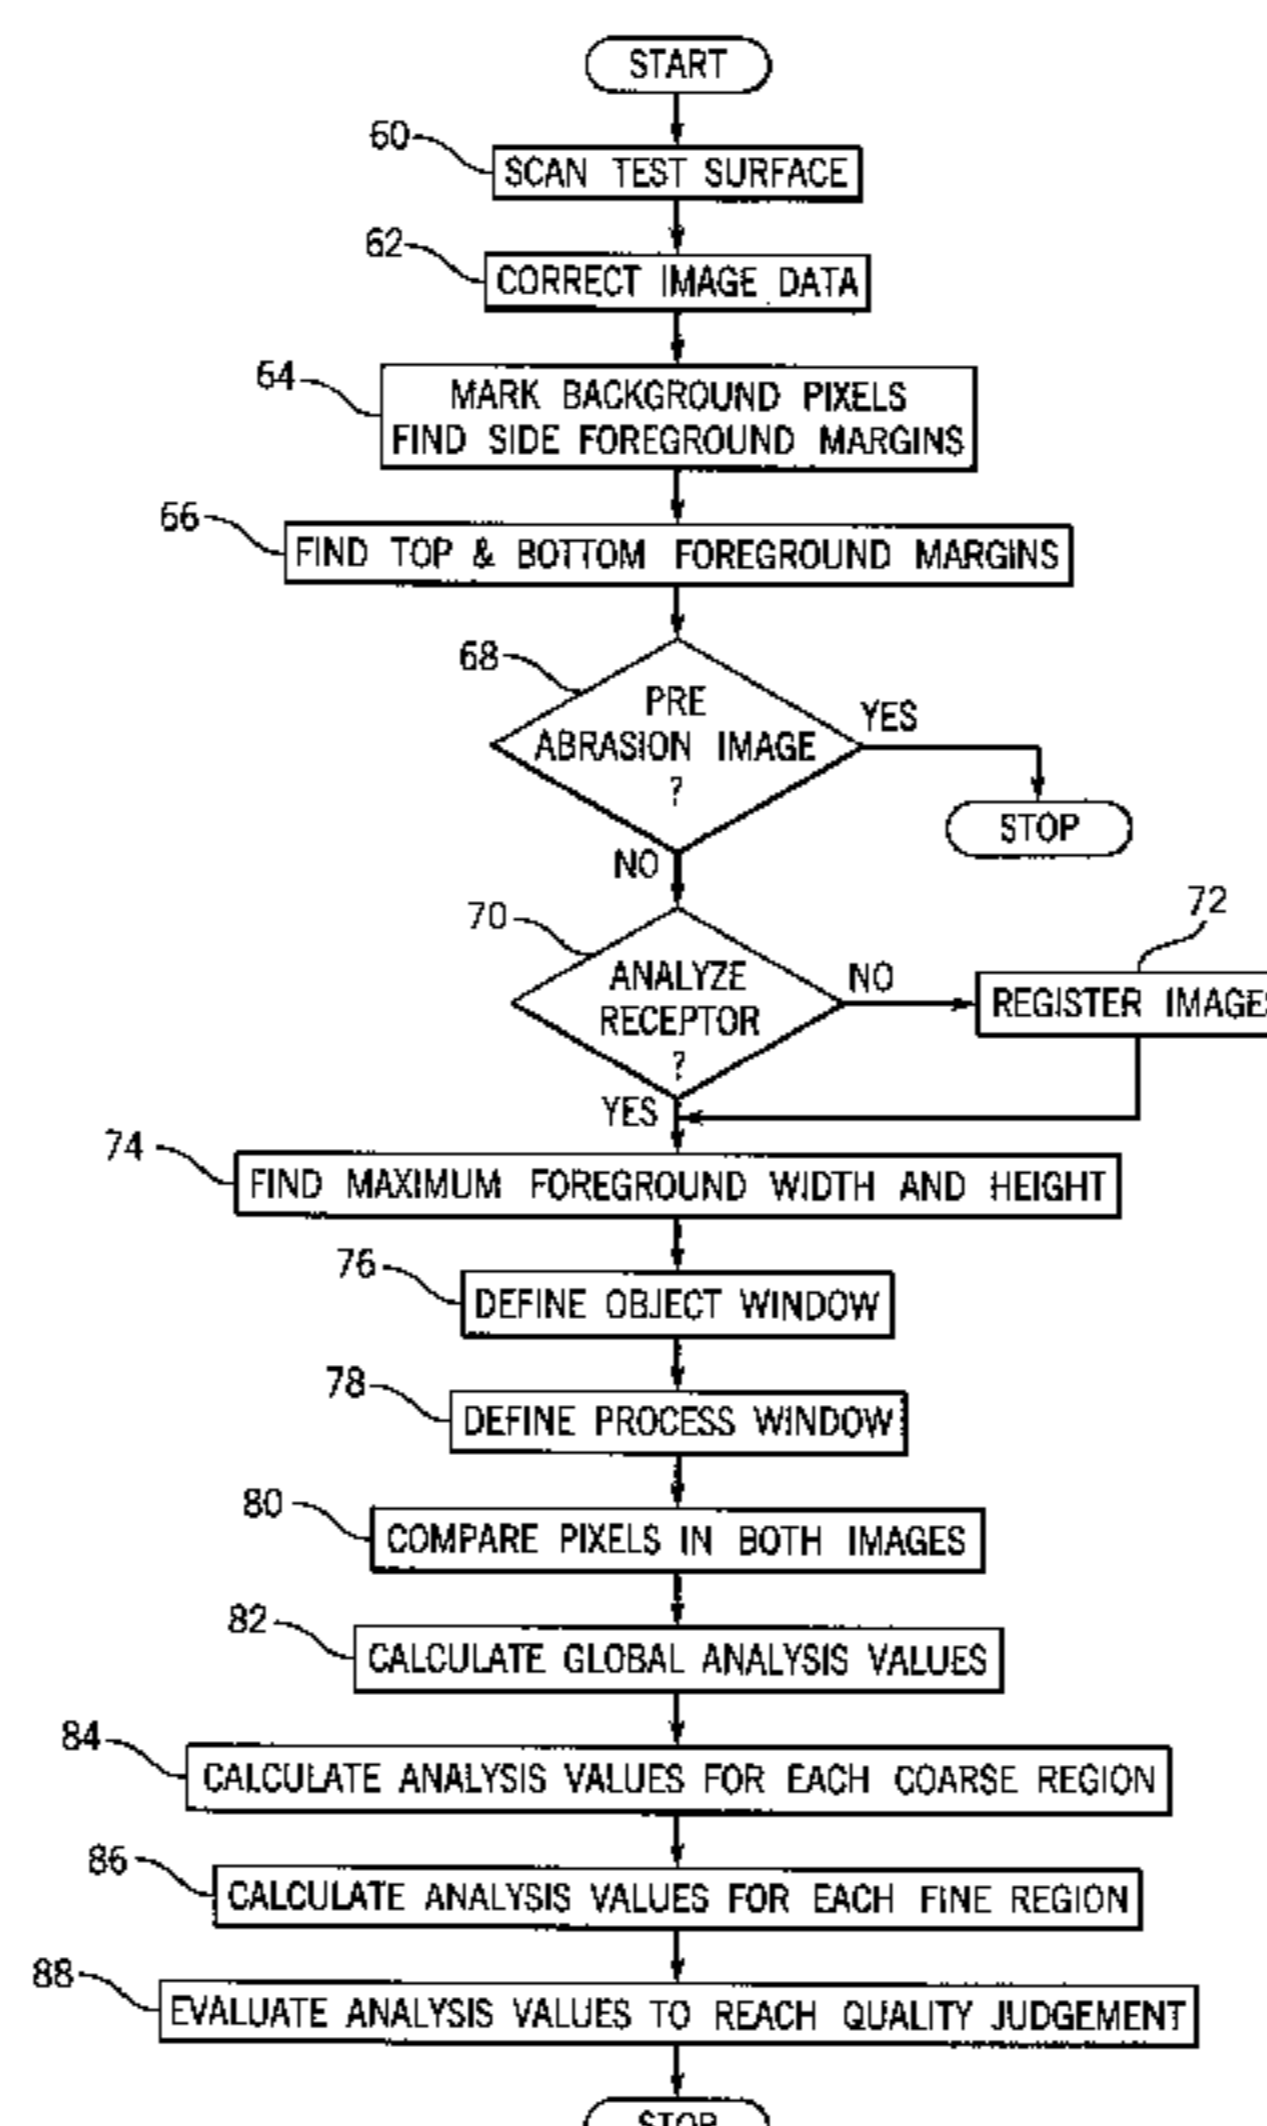 START
60
SCAN TEST SURFACE
62
CORRECT IMAGE DATA
64
MARK BACKGROUND PIXELS
FIND SIDE FOREGROUND MARGINS
66
FIND TOP & BOTTOM FOREGROUND MARGINS
68
PRE
ABRASION IMAGE
?
YES
STOP
NO
70
ANALYZE
RECEPTOR
?
NO
72
REGISTER IMAGES
YES
74
FIND MAXIMUM FOREGROUND WIDTH AND HEIGHT
76
DEFINE OBJECT WINDOW
78
DEFINE PROCESS WINDOW
80
COMPARE PIXELS IN BOTH IMAGES
82
CALCULATE GLOBAL ANALYSIS VALUES
84
CALCULATE ANALYSIS VALUES FOR EACH COARSE REGION
86
CALCULATE ANALYSIS VALUES FOR EACH FINE REGION
88
EVALUATE ANALYSIS VALUES TO REACH QUALITY JUDGEMENT
STOP